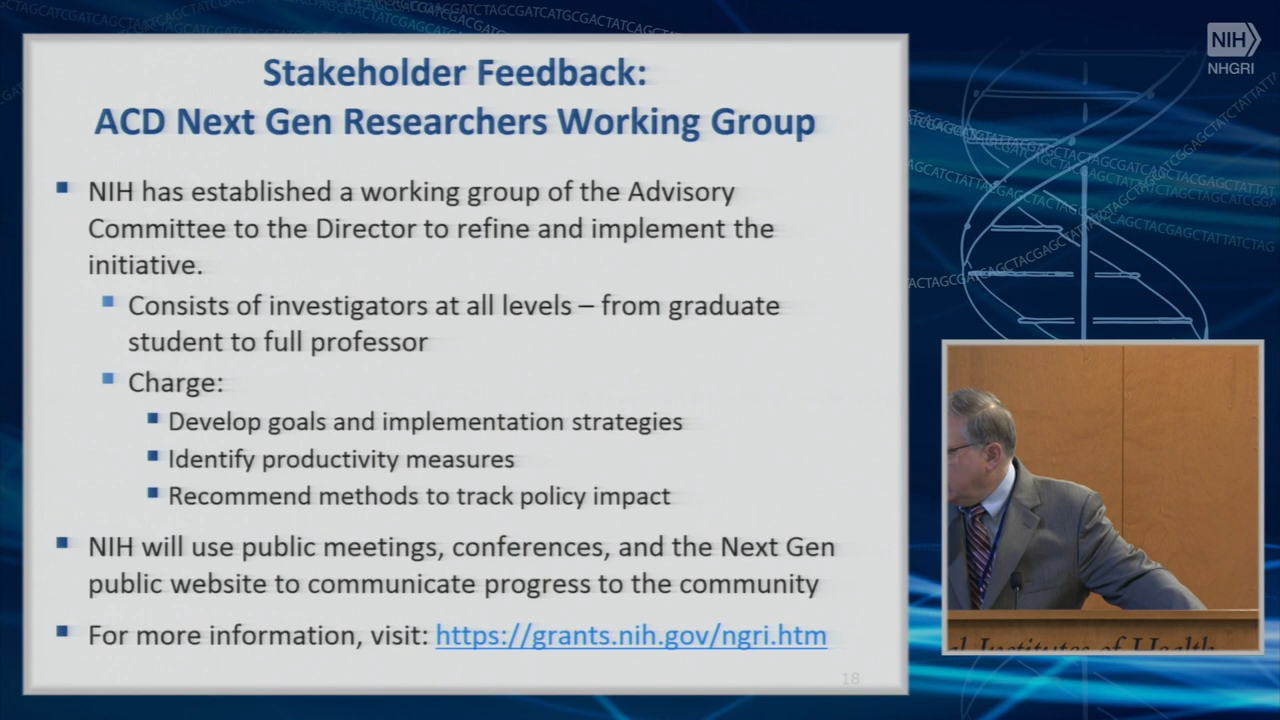 NIH
NHGRI
Stakeholder Feedback:
ACD Next Gen Researchers Working Group
NIH has established a working group of the Advisory
Committee to the Director to refine and implement the
initiative.
Consists of investigators at all levels – from graduate
student to full professor
Charge:
Develop goals and implementation strategies
Identify productivity measures
Recommend methods to track policy impact
NIH will use public meetings, conferences, and the Next Gen
public website to communicate progress to the community
For more information, visit: https://grants.nih.gov/ngri.htm
18
al Institutes of Health